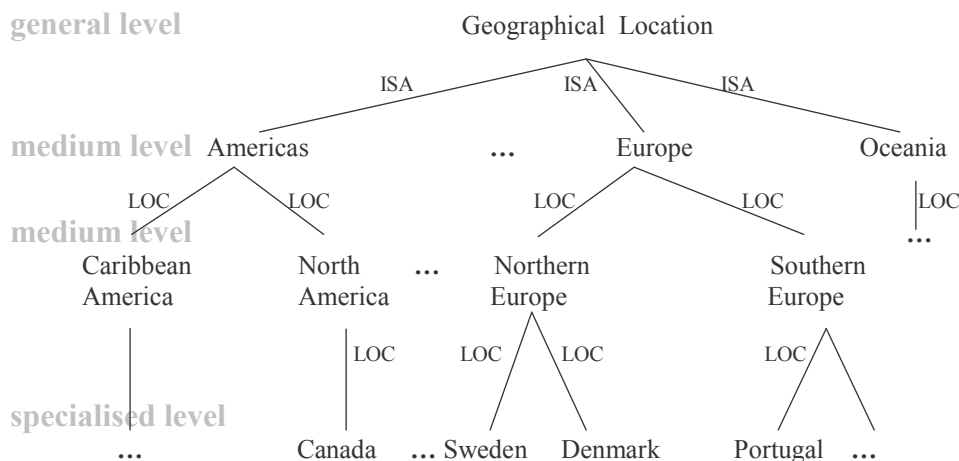 general level Geographical Location
ISA ISA ISA
medium level Americas ... Europe Oceania
LOC LOC LOC LOC LOC
medium level ...
Caribbean North ... Northern Southern
America America Europe Europe
LOC LOC LOC LOC
specialised level
... Canada ... Sweden Denmark Portugal ...